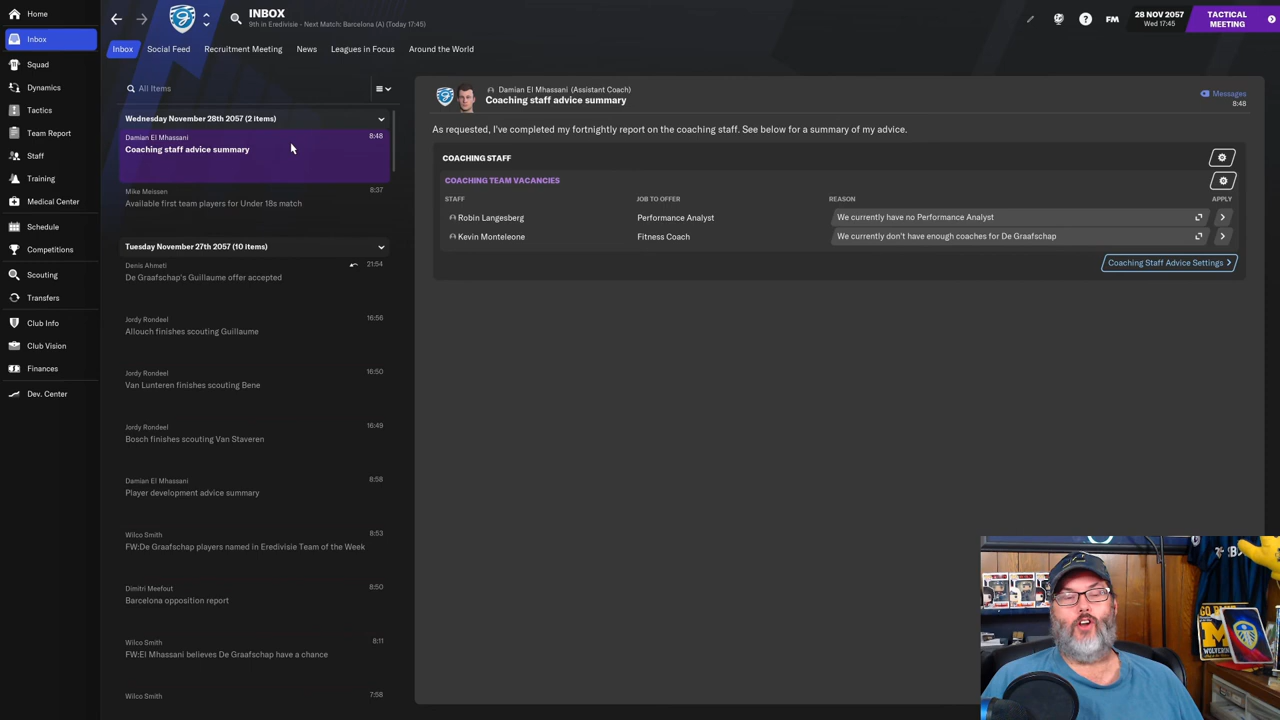 Home
Inbox
Squad
Dynamics
Tactics
Team Report
Staff
Training
Medical Center
Schedule
Competitions
Scouting
Transfers
Club Info
Club Vision
Finances
Dev. Center
INBOX
9th in Eredivisie - Next Match: Barcelona (A) (Today 17:45)
FM
28 NOV 2057
Wed 17:45
TACTICAL
MEETING
Inbox
Social Feed
Recruitment Meeting
News
Leagues in Focus
Around the World
All Items
Wednesday November 28th 2057 (2 items)
Damian El Mhassani 8:48
Coaching staff advice summary
Mike Meissen 8:37
Available first team players for Under 18s match
Tuesday November 27th 2057 (10 items)
Denis Ahmeti 21:54
De Graafschap's Guillaume offer accepted
Jordy Rondeel 16:56
Allouch finishes scouting Guillaume
Jordy Rondeel 16:50
Van Lunteren finishes scouting Bene
Jordy Rondeel 16:49
Bosch finishes scouting Van Staveren
Damian El Mhassani 8:58
Player development advice summary
Wilco Smith 8:53
FW:De Graafschap players named in Eredivisie Team of the Week
Dimitri Meefout 8:50
Barcelona opposition report
Wilco Smith 8:11
FW:El Mhassani believes De Graafschap have a chance
Wilco Smith 7:58
Damian El Mhassani (Assistant Coach)
Coaching staff advice summary
Messages
8:48
As requested, I've completed my fortnightly report on the coaching staff. See below for a summary of my advice.
COACHING STAFF
COACHING TEAM VACANCIES
STAFF JOB TO OFFER REASON APPLY
Robin Langesberg Performance Analyst We currently have no Performance Analyst
Kevin Monteleone Fitness Coach We currently don't have enough coaches for De Graafschap
Coaching Staff Advice Settings
GO BLUE
M
WOLVERINES